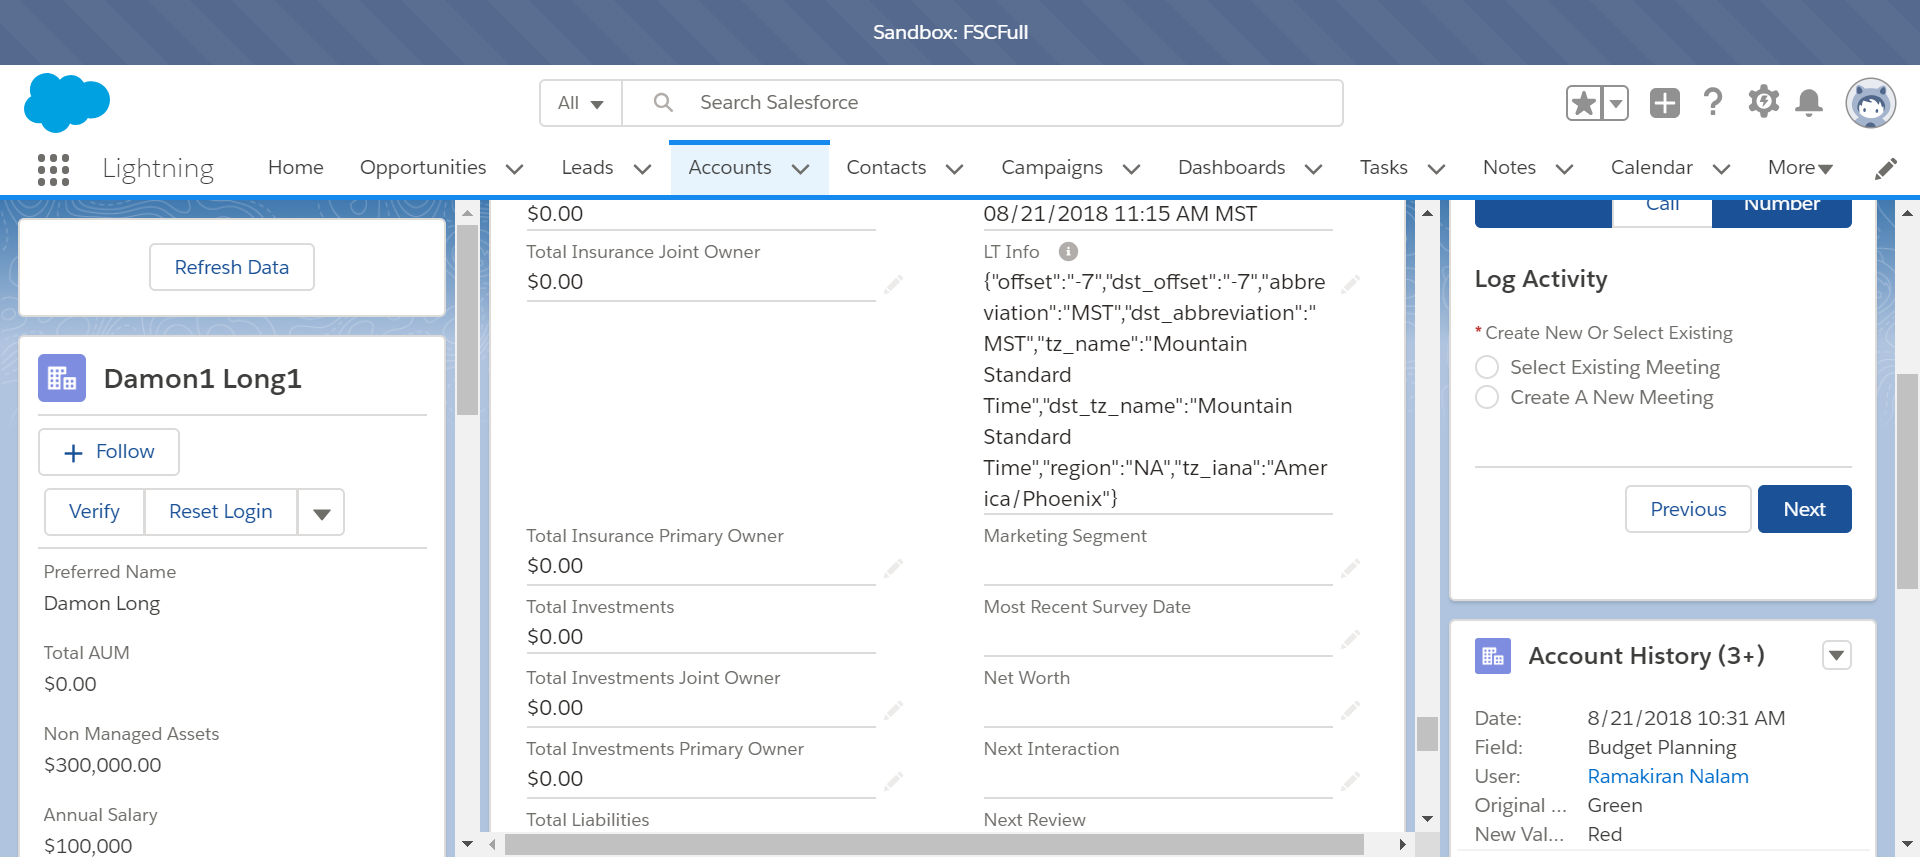 Sandbox: FSCFull
All
Search Salesforce
Lightning
Home
Opportunities
Leads
Accounts
Contacts
Campaigns
Dashboards
Tasks
Notes
Calendar
More
Refresh Data
Damon1 Long1
Follow
Verify
Reset Login
Preferred Name
Damon Long
Total AUM
$0.00
Non Managed Assets
$300,000.00
Annual Salary
$100,000
$0.00
Total Insurance Joint Owner
$0.00
Total Insurance Primary Owner
$0.00
Total Investments
$0.00
Total Investments Joint Owner
$0.00
Total Investments Primary Owner
$0.00
Total Liabilities
08/21/2018 11:15 AM MST
LT Info
{"offset":"-7","dst_offset":"-7","abbre
viation":"MST","dst_abbreviation":"
MST","tz_name":"Mountain
Standard
Time","dst_tz_name":"Mountain
Standard
Time","region":"NA","tz_iana":"Amer
ica/Phoenix"}
Marketing Segment
Most Recent Survey Date
Net Worth
Next Interaction
Next Review
Call
Number
Log Activity
*Create New Or Select Existing
Select Existing Meeting
Create A New Meeting
Previous
Next
Account History (3+)
Date: 8/21/2018 10:31 AM
Field: Budget Planning
User: Ramakiran Nalam
Original ... Green
New Val... Red